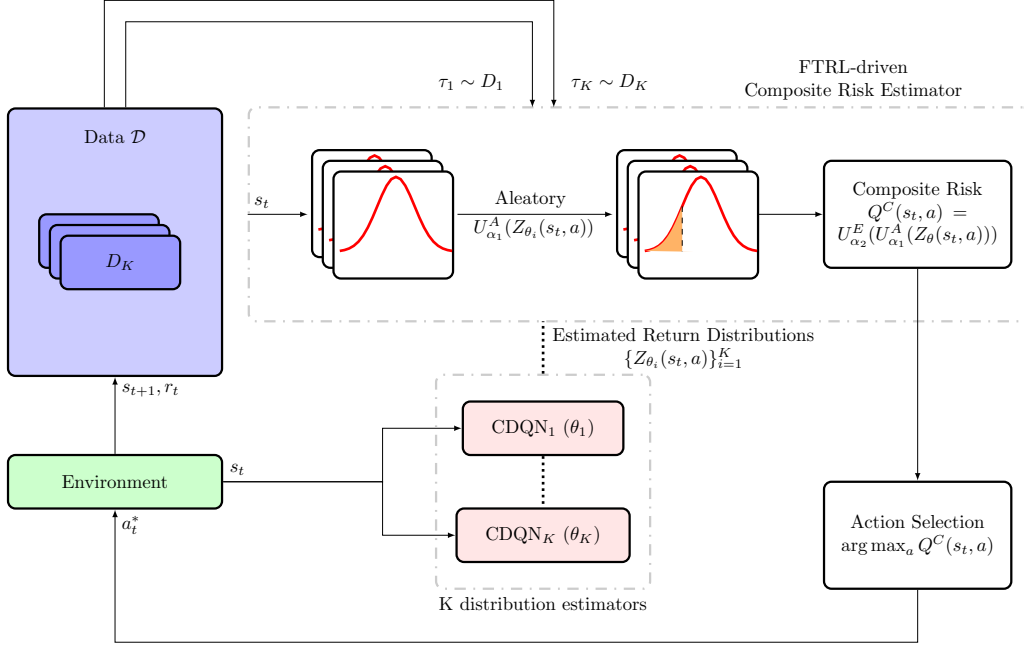 τ₁ ∼ D₁
τ_K ∼ D_K
FTRL-driven
Composite Risk Estimator
Data 𝒟
D_K
s_t
Aleatory
U^A_{α₁}(Z_{θ_i}(s_t, a))
Composite Risk
Q^C(s_t, a) =
U^E_{α₂}(U^A_{α₁}(Z_θ(s_t, a)))
Estimated Return Distributions
{Z_{θ_i}(s_t, a)}^K_{i=1}
s_{t+1}, r_t
CDQN₁ (θ₁)
s_t
Environment
CDQN_K (θ_K)
a^*_t
Action Selection
arg max_a Q^C(s_t, a)
K distribution estimators